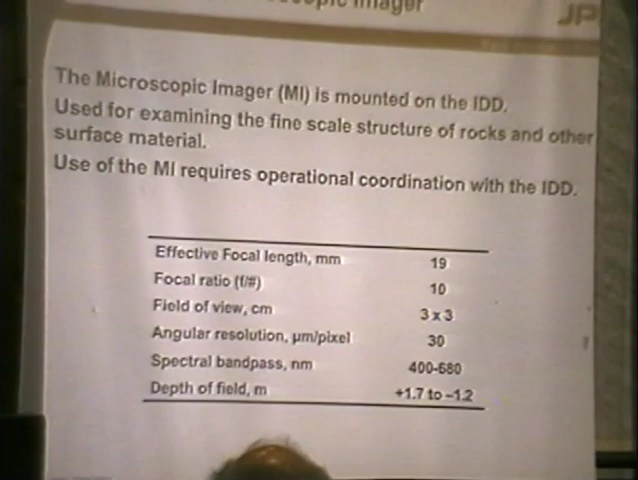 Imager
JP
The Microscopic Imager (MI) is mounted on the IDD.
Used for examining the fine scale structure of rocks and other
surface material.
Use of the MI requires operational coordination with the IDD.
Effective Focal length, mm 19
Focal ratio (f/#) 10
Field of view, cm 3 x 3
Angular resolution, µm/pixel 30
Spectral bandpass, nm 400-680
Depth of field, m +1.7 to –1.2